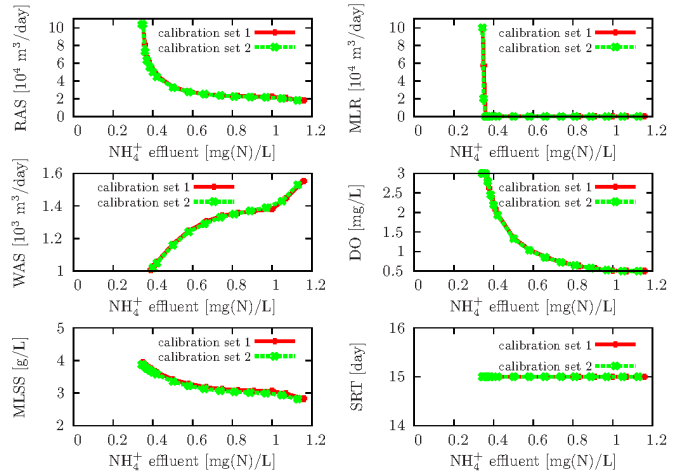 RAS [10⁴ m³/day]
10
8
6
4
2
0
calibration set 1
calibration set 2
0 0.2 0.4 0.6 0.8 1 1.2
NH₄⁺ effluent [mg(N)/L]
MLR [10⁴ m³/day]
10
8
6
4
2
0
calibration set 1
calibration set 2
0 0.2 0.4 0.6 0.8 1 1.2
NH₄⁺ effluent [mg(N)/L]
WAS [10³ m³/day]
1.6
1.4
1.2
1
calibration set 1
calibration set 2
0 0.2 0.4 0.6 0.8 1 1.2
NH₄⁺ effluent [mg(N)/L]
DO [mg/L]
3
2.5
2
1.5
1
0.5
calibration set 1
calibration set 2
0 0.2 0.4 0.6 0.8 1 1.2
NH₄⁺ effluent [mg(N)/L]
MLSS [g/L]
5
4
3
2
calibration set 1
calibration set 2
0 0.2 0.4 0.6 0.8 1 1.2
NH₄⁺ effluent [mg(N)/L]
SRT [day]
16
15
14
calibration set 1
calibration set 2
0 0.2 0.4 0.6 0.8 1 1.2
NH₄⁺ effluent [mg(N)/L]